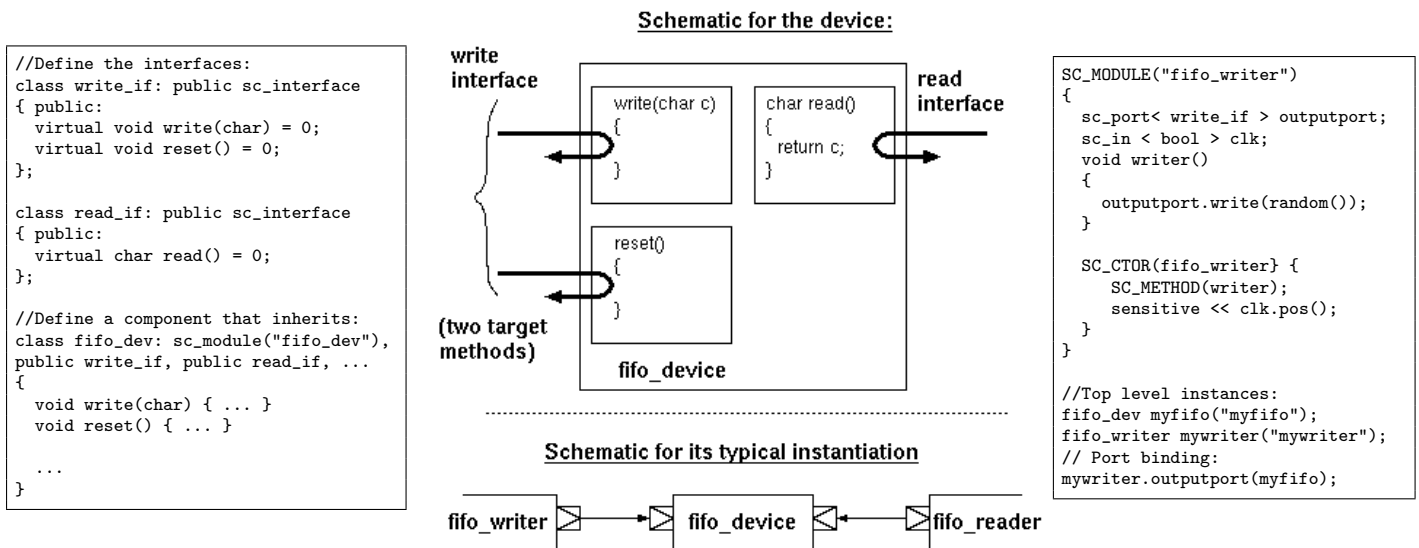 //Define the interfaces:
class write_if: public sc_interface
{ public:
  virtual void write(char) = 0;
  virtual void reset() = 0;
};

class read_if: public sc_interface
{ public:
  virtual char read() = 0;
};

//Define a component that inherits:
class fifo_dev: sc_module("fifo_dev"),
public write_if, public read_if, ...
{
  void write(char) { ... }
  void reset() { ... }

  ...
}
Schematic for the device:
write
interface
write(char c)
{
}
char read()
{
  return c;
}
read
interface
reset()
{
}
(two target
methods)
fifo_device
Schematic for its typical instantiation
fifo_writer
fifo_device
fifo_reader
SC_MODULE("fifo_writer")
{
  sc_port< write_if > outputport;
  sc_in < bool > clk;
  void writer()
  {
    outputport.write(random());
  }

  SC_CTOR(fifo_writer} {
     SC_METHOD(writer);
     sensitive << clk.pos();
  }
}

//Top level instances:
fifo_dev myfifo("myfifo");
fifo_writer mywriter("mywriter");
// Port binding:
mywriter.outputport(myfifo);